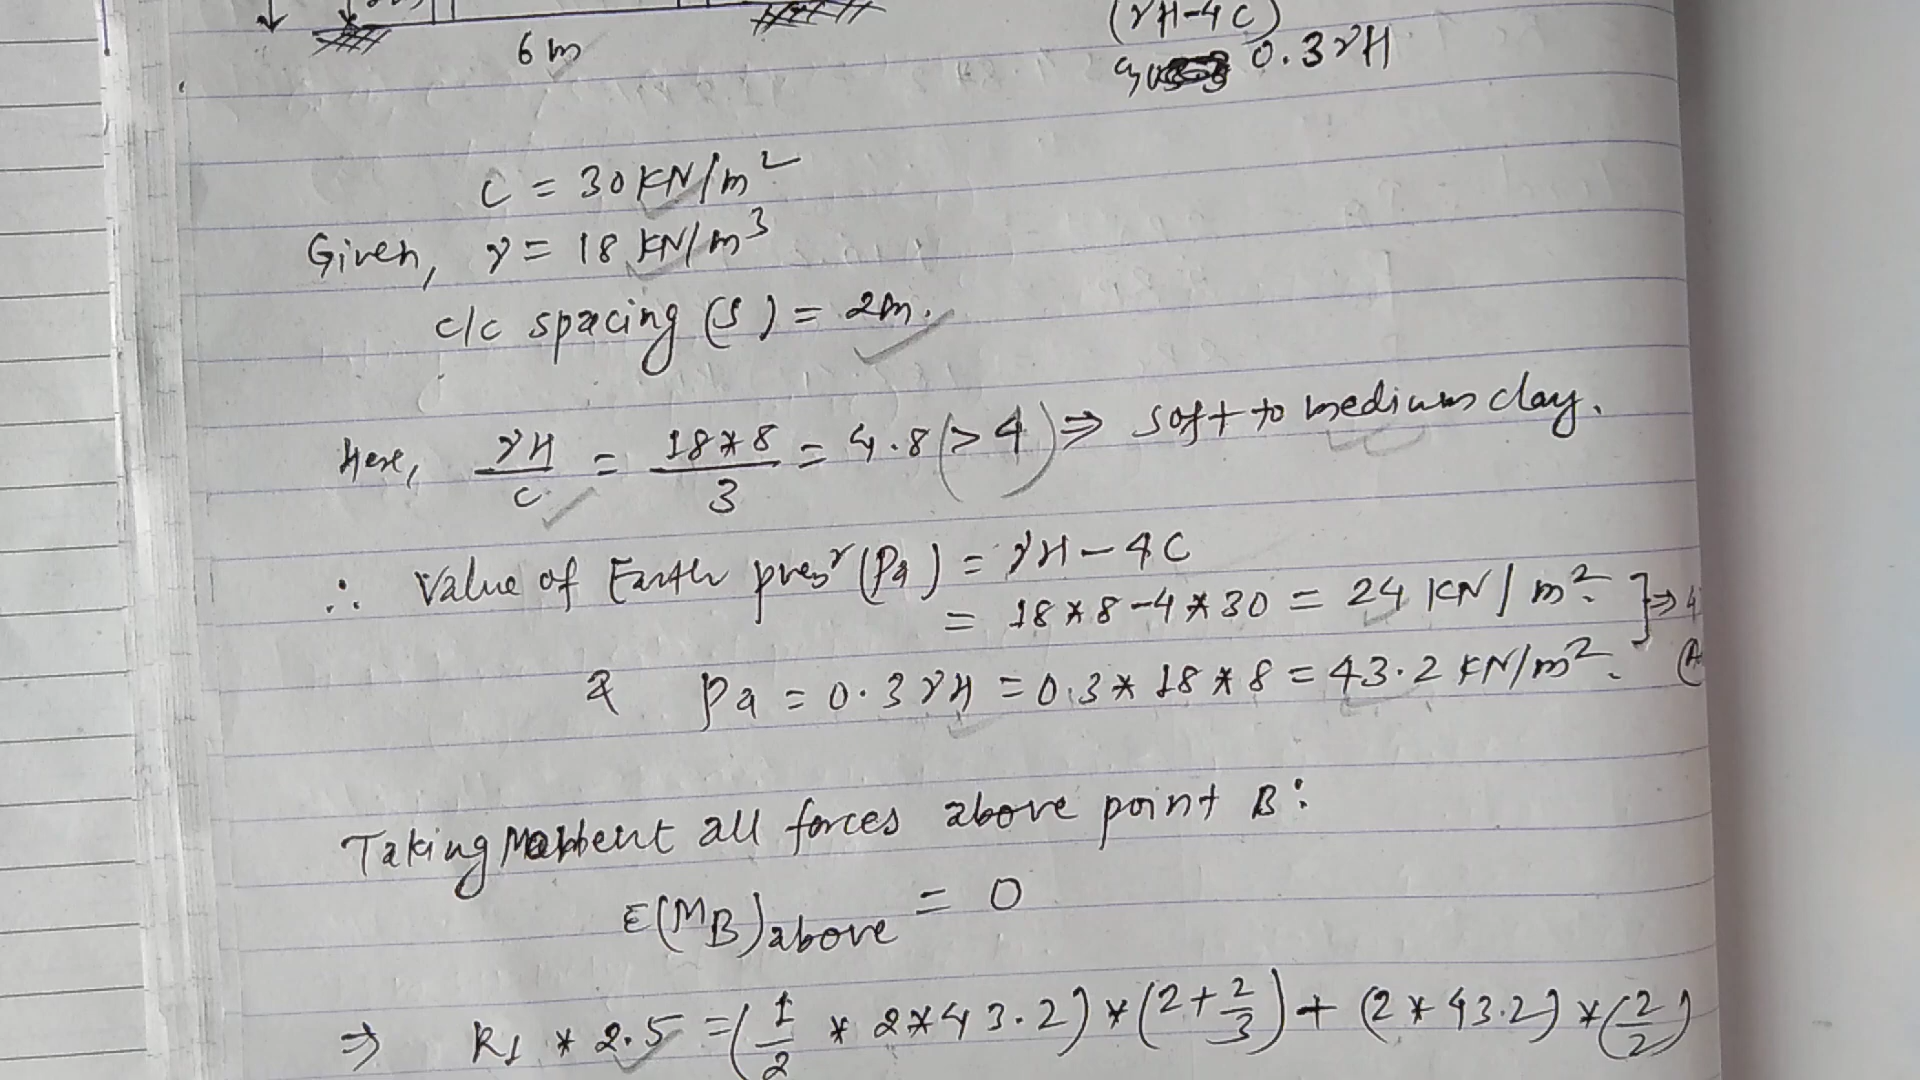 6 m
(γH-4C)
0.3γH
C = 30 KN/m²
Given, γ = 18 KN/m³
c/c spacing (S) = 2m.
Here, γH/C = 18*8/3 = 4.8 (>4) ⇒ soft to medium clay.
∴ Value of Earth presʳ (Pa) = γH - 4C
= 18*8-4*30 = 24 KN/m². ] ⇒ 4
& Pa = 0.3γH = 0.3*18*8 = 43.2 KN/m².
Taking Moment all forces above point B:
Σ(MB)above = 0
⇒ R1 * 2.5 = (1/2 * 2*43.2)*(2+2/3) + (2*43.2)*(2/2)